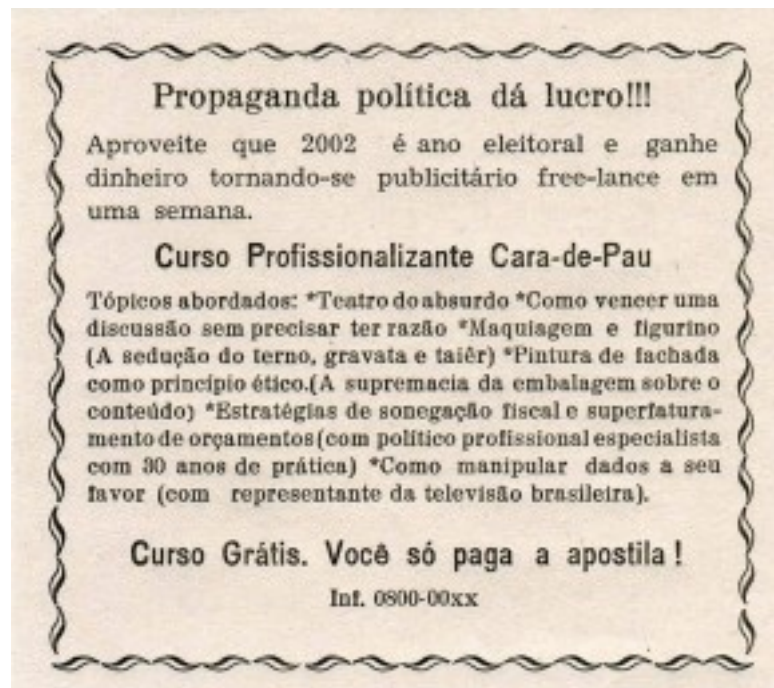 Propaganda política dá lucro!!!
Aproveite que 2002 é ano eleitoral e ganhe
dinheiro tornando-se publicitário free-lance em
uma semana.
Curso Profissionalizante Cara-de-Pau
Tópicos abordados: *Teatro do absurdo *Como vencer uma
discussão sem precisar ter razão *Maquiagem e figurino
(A sedução do terno, gravata e taiêr) *Pintura de fachada
como princípio ético.(A supremacia da embalagem sobre o
conteúdo) *Estratégias de sonegação fiscal e superfatura-
mento de orçamentos (com político profissional especialista
com 30 anos de prática) *Como manipular dados a seu
favor (com representante da televisão brasileira).
Curso Grátis. Você só paga a apostila !
Inf. 0800-00xx